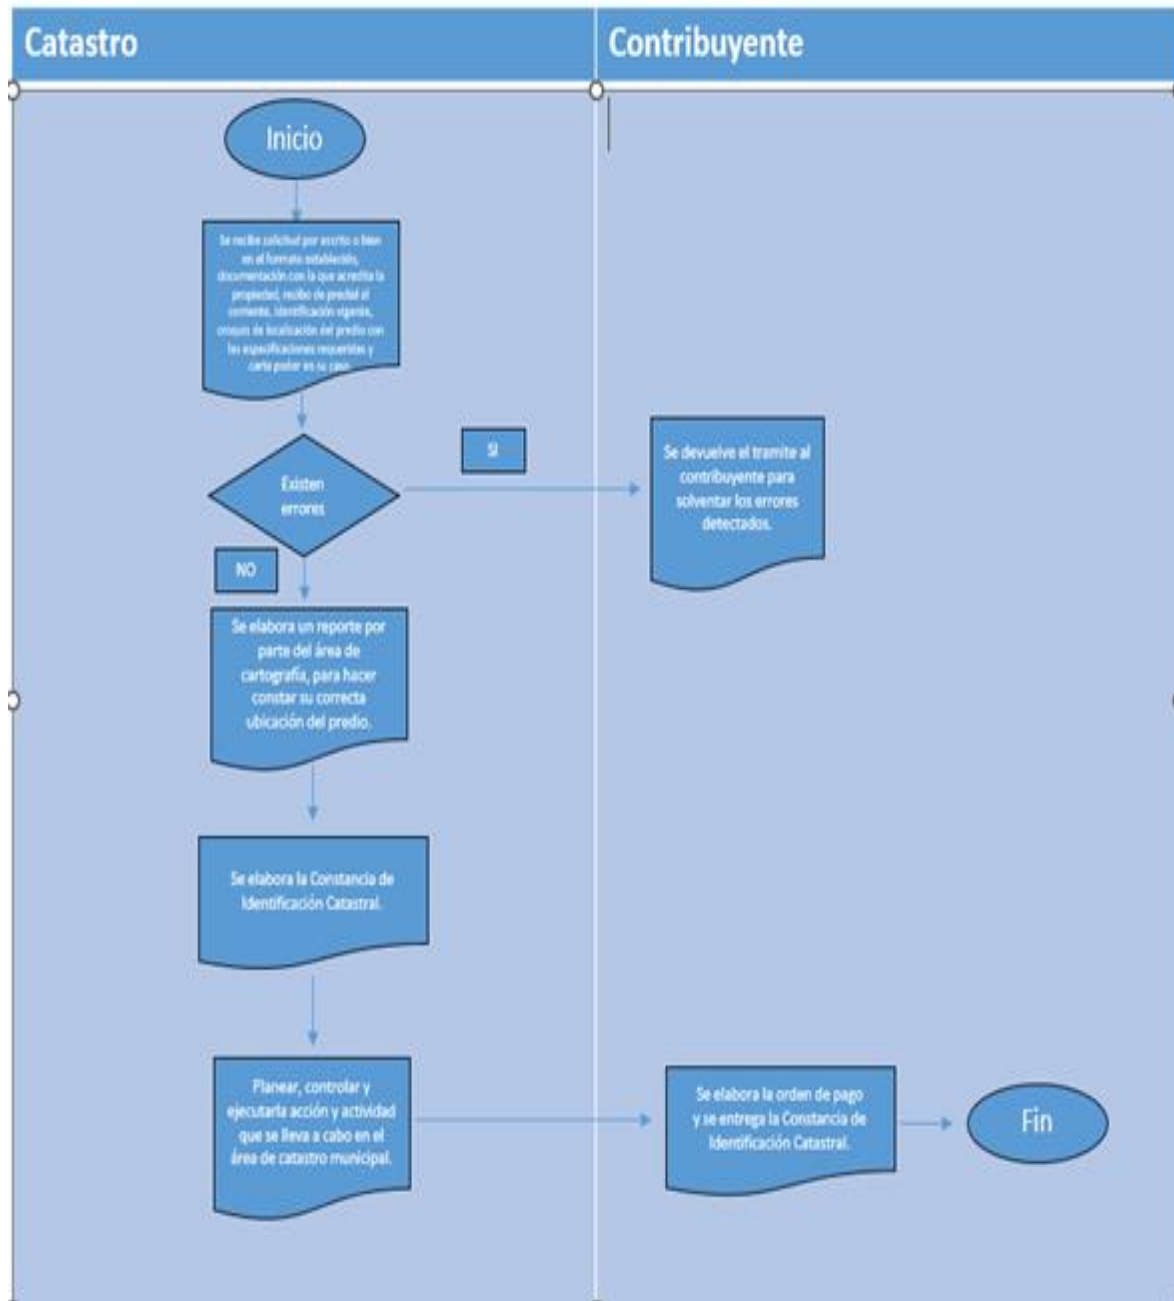 Catastro
Contribuyente
Inicio
Se recibe solicitud por escrito o bien
en el formato establecido,
documentación con la que acredita la
propiedad, recibo de predial al
corriente, identificación vigente,
croquis de localización del predio con
las especificaciones requeridas y
carta poder en su caso.
Existen
errores
SI
Se devuelve el tramite al
contribuyente para
solventar los errores
detectados.
NO
Se elabora un reporte por
parte del área de
cartografía, para hacer
constar su correcta
ubicación del predio.
Se elabora la Constancia de
Identificación Catastral.
Planear, controlar y
ejecutarla acción y actividad
que se lleva a cabo en el
área de catastro municipal.
Se elabora la orden de pago
y se entrega la Constancia de
Identificación Catastral.
Fin